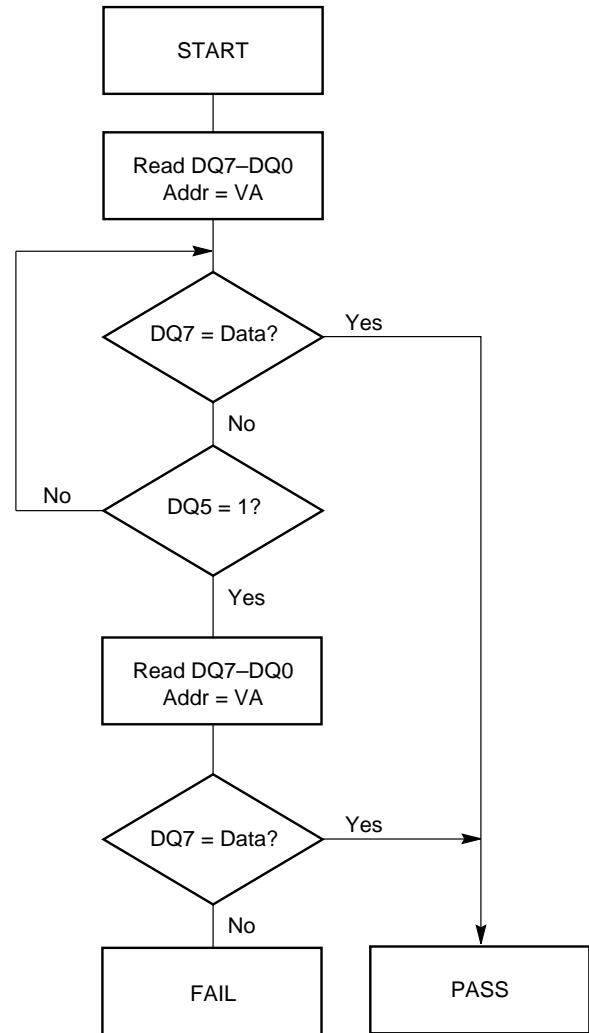 START
Read DQ7–DQ0
Addr = VA
DQ7 = Data?
Yes
No
No
DQ5 = 1?
Yes
Read DQ7–DQ0
Addr = VA
DQ7 = Data?
Yes
No
FAIL
PASS